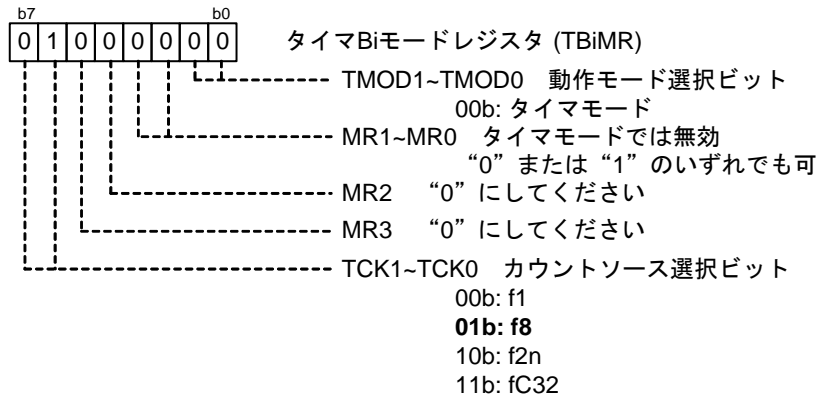 b7 b0
0 1 0 0 0 0 0 0 タイマBiモードレジスタ (TBiMR)
TMOD1~TMOD0 動作モード選択ビット
00b: タイマモード
MR1~MR0 タイマモードでは無効
“0”または“1”のいずれでも可
MR2 “0”にしてください
MR3 “0”にしてください
TCK1~TCK0 カウントソース選択ビット
00b: f1
01b: f8
10b: f2n
11b: fC32